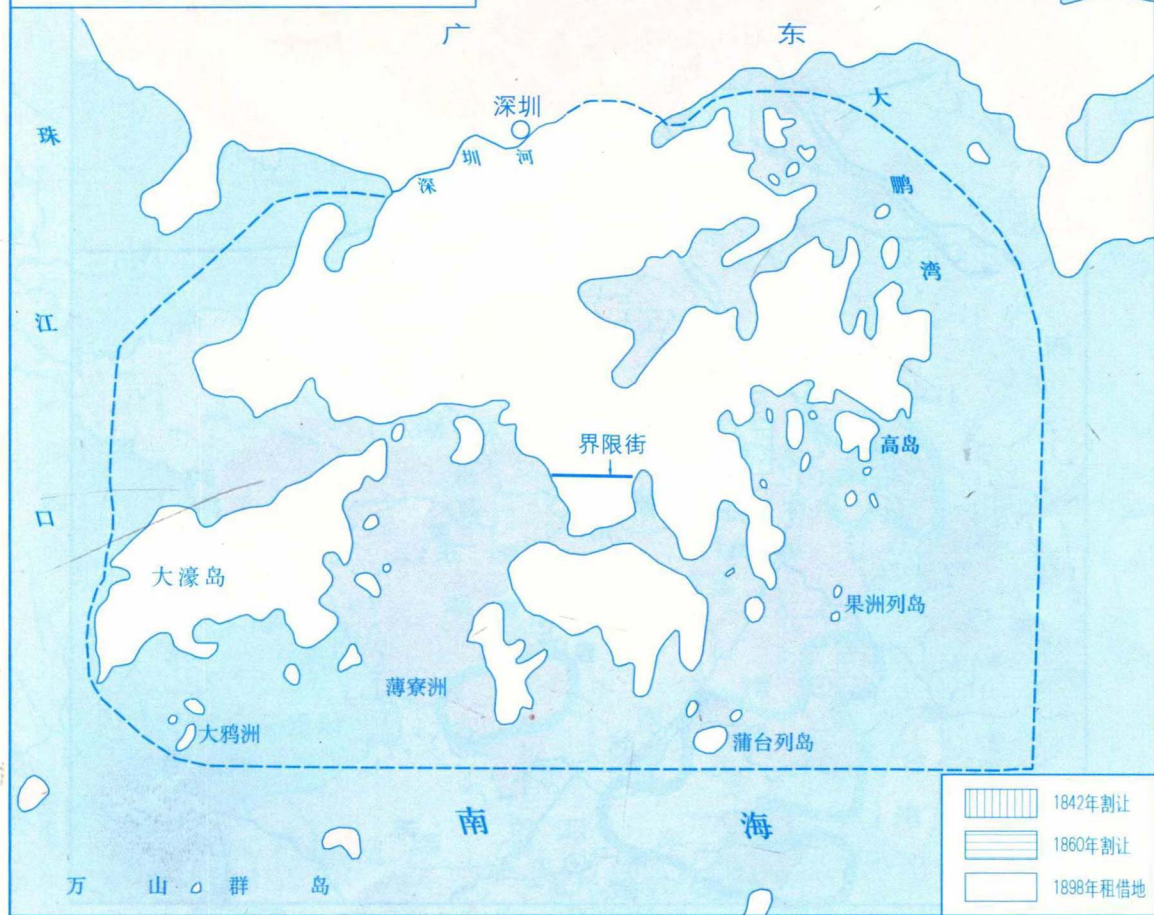 广东
深圳
深圳河
大鹏湾
珠江口
界限街
高岛
大濠岛
果洲列岛
薄寮洲
大鸦洲
蒲台列岛
南海
万山群岛
1842年割让
1860年割让
1898年租借地